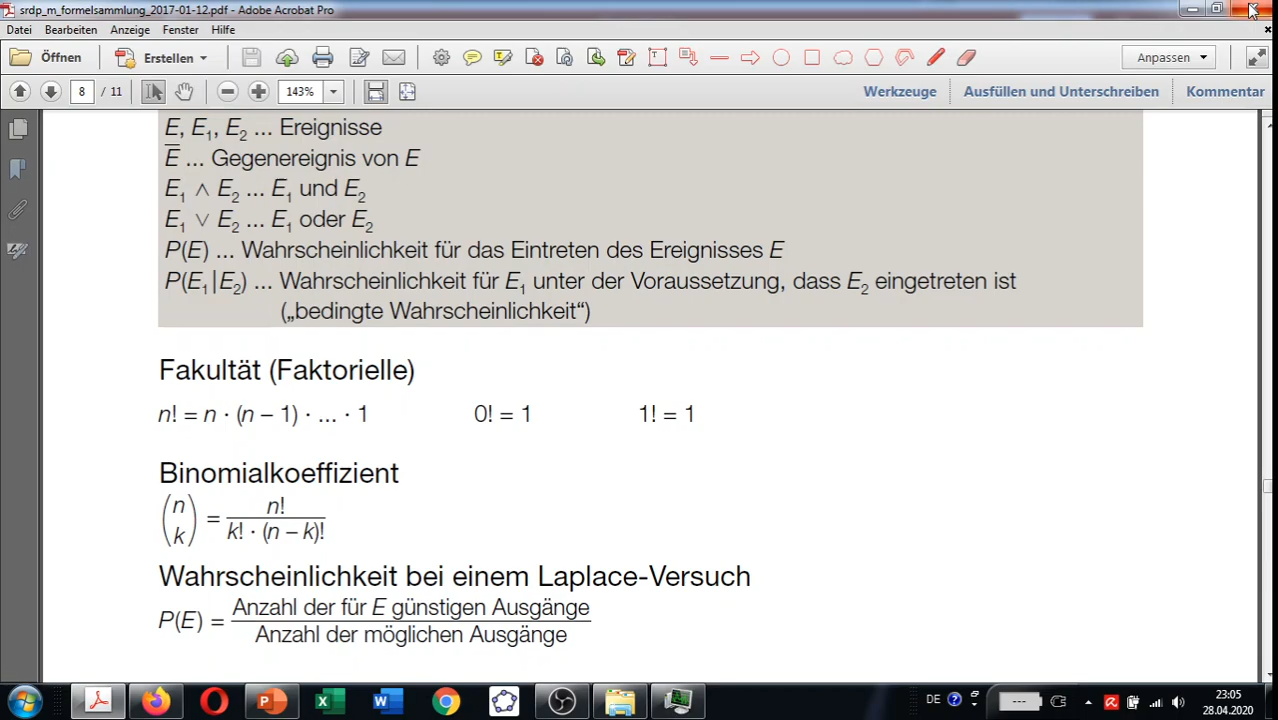 srdp_m_formelsammlung_2017-01-12.pdf - Adobe Acrobat Pro
Datei Bearbeiten Anzeige Fenster Hilfe
Öffnen Erstellen Anpassen
8 / 11 143% Werkzeuge Ausfüllen und Unterschreiben Kommentar
E, E₁, E₂ ... Ereignisse
E̅ ... Gegenereignis von E
E₁ ∧ E₂ ... E₁ und E₂
E₁ ∨ E₂ ... E₁ oder E₂
P(E) ... Wahrscheinlichkeit für das Eintreten des Ereignisses E
P(E₁|E₂) ... Wahrscheinlichkeit für E₁ unter der Voraussetzung, dass E₂ eingetreten ist
(„bedingte Wahrscheinlichkeit“)
Fakultät (Faktorielle)
n! = n · (n – 1) · ... · 1 0! = 1 1! = 1
Binomialkoeffizient
(n k) = n! / k! · (n – k)!
Wahrscheinlichkeit bei einem Laplace-Versuch
P(E) = Anzahl der für E günstigen Ausgänge
Anzahl der möglichen Ausgänge
DE 23:05
28.04.2020